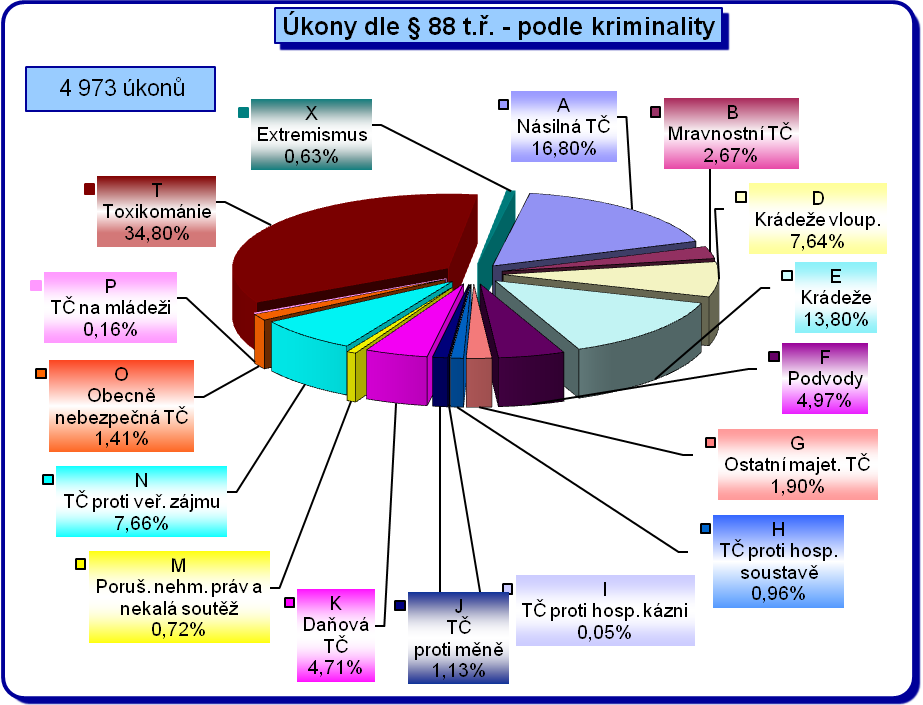 Úkony dle § 88 t.ř. - podle kriminality
4 973 úkonů
X
Extremismus
0,63%
A
Násilná TČ
16,80%
B
Mravnostní TČ
2,67%
T
Toxikománie
34,80%
D
Krádeže vloup.
7,64%
P
TČ na mládeži
0,16%
E
Krádeže
13,80%
O
Obecně
nebezpečná TČ
1,41%
F
Podvody
4,97%
G
Ostatní majet. TČ
1,90%
N
TČ proti veř. zájmu
7,66%
H
TČ proti hosp.
soustavě
0,96%
M
Poruš. nehm. práv a
nekalá soutěž
0,72%
K
Daňová
TČ
4,71%
J
TČ
proti měně
1,13%
I
TČ proti hosp. kázni
0,05%